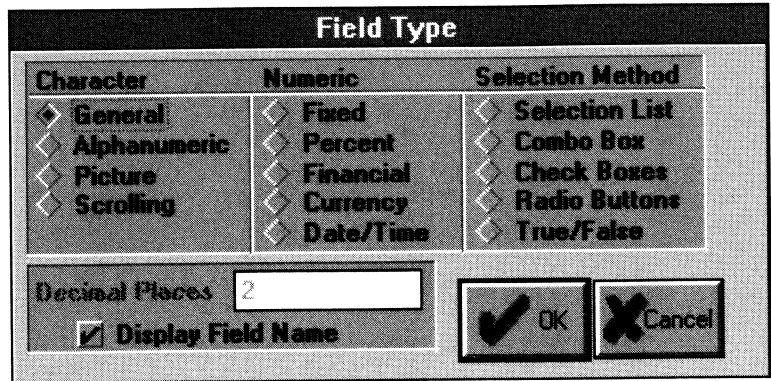 Field Type
Character Numeric Selection Method
General Fixed Selection List
Alphanumeric Percent Combo Box
Picture Financial Check Boxes
Scrolling Currency Radio Buttons
Date/Time True/False
Decimal Places 2
Display Field Name
OK Cancel